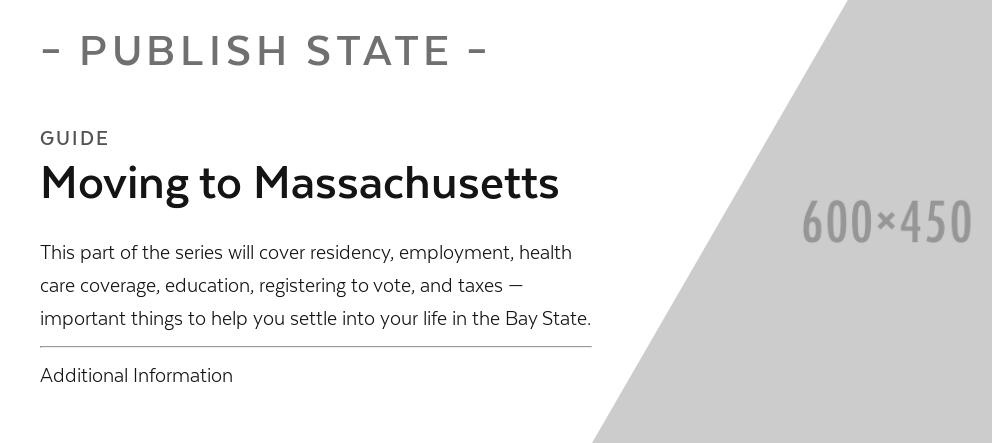 – PUBLISH STATE –
GUIDE
Moving to Massachusetts
This part of the series will cover residency, employment, health
care coverage, education, registering to vote, and taxes —
important things to help you settle into your life in the Bay State.
Additional Information
600×450